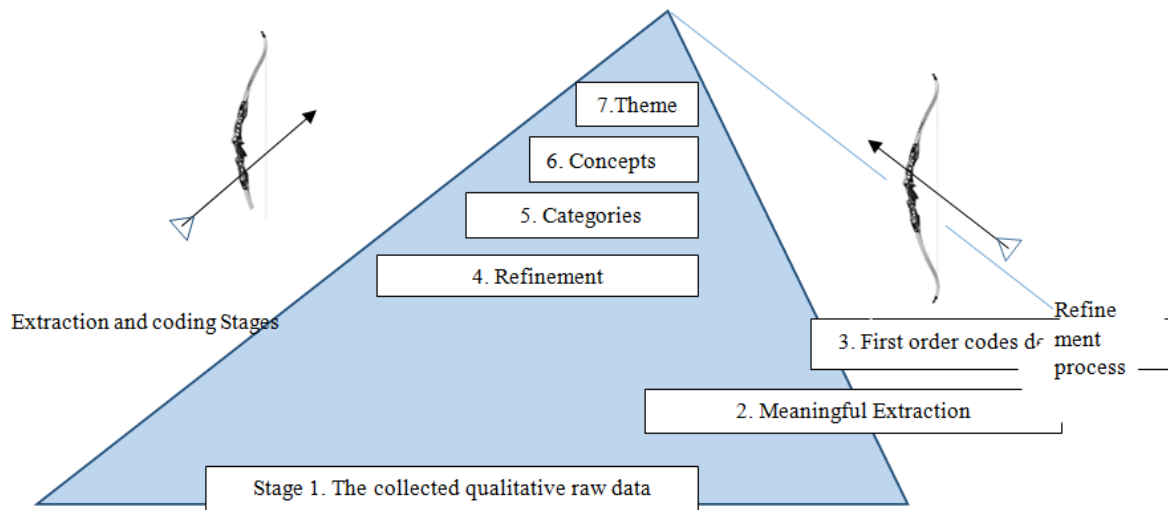 7.Theme
6. Concepts
5. Categories
4. Refinement
Extraction and coding Stages
Refine
ment
process
3. First order codes
2. Meaningful Extraction
Stage 1. The collected qualitative raw data